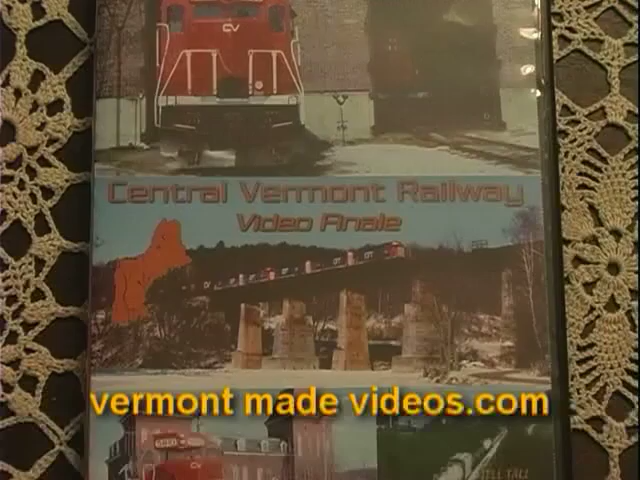 CV
Central Vermont Railway
Video Finale
vermont made videos.com